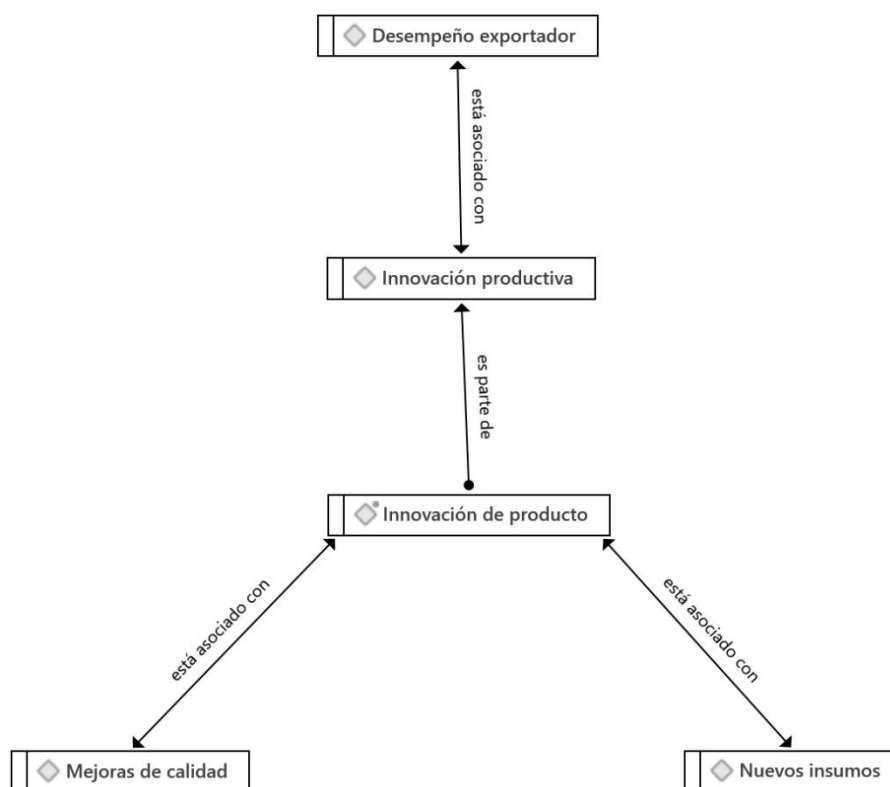 Desempeño exportador
está asociado con
Innovación productiva
es parte de
Innovación de producto
está asociado con
está asociado con
Mejoras de calidad
Nuevos insumos